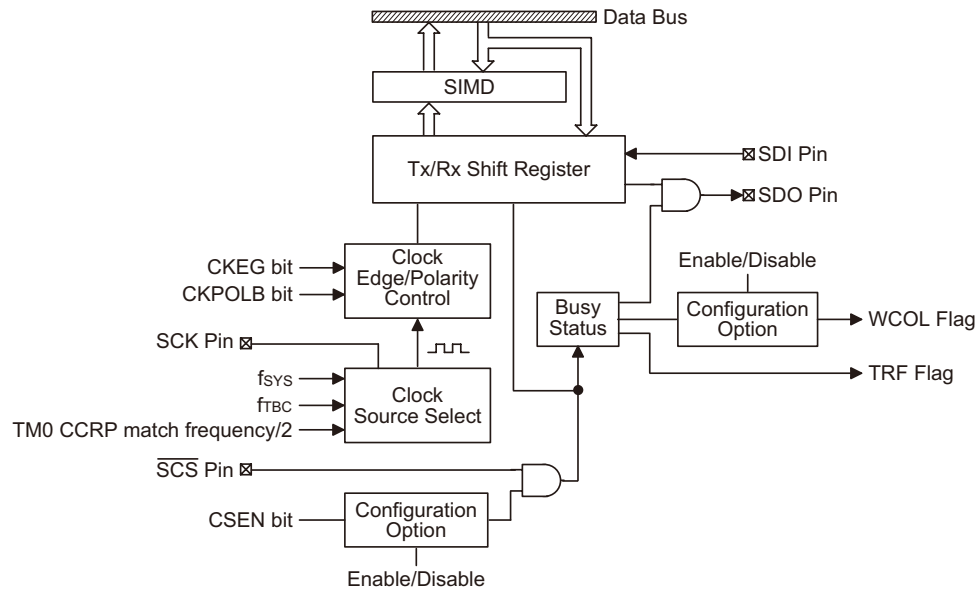 Data Bus
SIMD
Tx/Rx Shift Register
SDI Pin
SDO Pin
CKEG bit
CKPOLB bit
Clock
Edge/Polarity
Control
Enable/Disable
Busy
Status
Configuration
Option
WCOL Flag
TRF Flag
SCK Pin
fSYS
fTBC
TM0 CCRP match frequency/2
Clock
Source Select
SCS Pin
CSEN bit
Configuration
Option
Enable/Disable